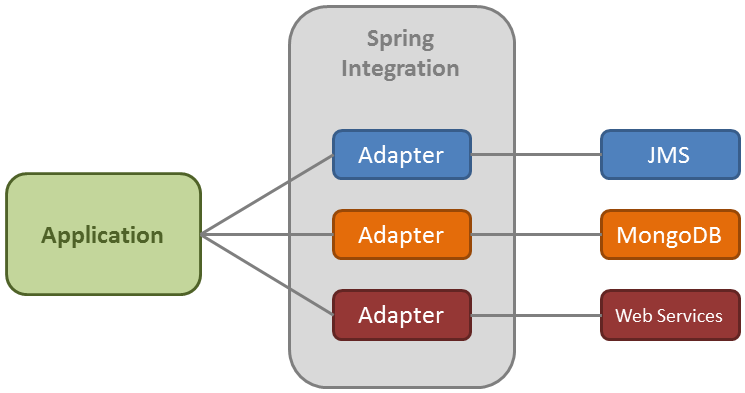 Spring
Integration
Application
Adapter
JMS
Adapter
MongoDB
Adapter
Web Services